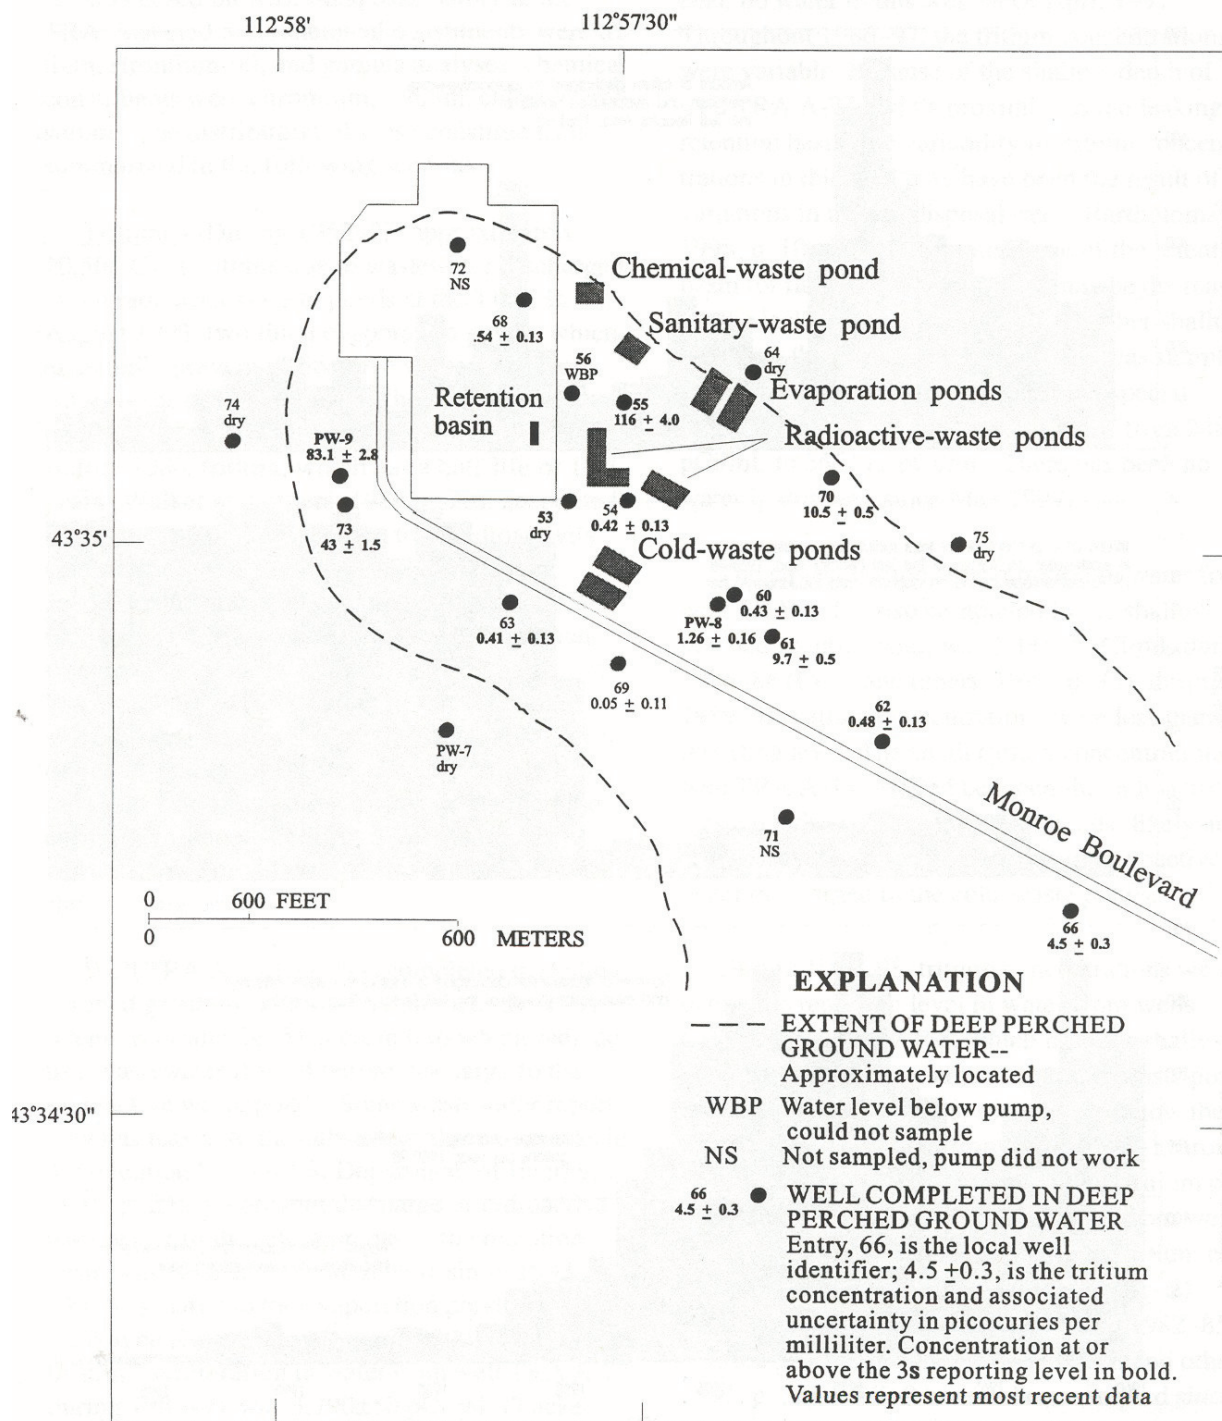 112°58'
112°57'30"
72
NS
Chemical-waste pond
68
.54 ± 0.13
Sanitary-waste pond
64
dry
56
WBP
Evaporation ponds
74
dry
Retention
basin
55
116 ± 4.0
Radioactive-waste ponds
PW-9
83.1 ± 2.8
73
43 ± 1.5
53
dry
54
0.42 ± 0.13
70
10.5 ± 0.5
75
dry
43°35'
Cold-waste ponds
63
0.41 ± 0.13
60
0.43 ± 0.13
PW-8
1.26 ± 0.16
61
9.7 ± 0.5
69
0.05 ± 0.11
62
0.48 ± 0.13
PW-7
dry
71
NS
Monroe Boulevard
0 600 FEET
0 600 METERS
66
4.5 ± 0.3
EXPLANATION
EXTENT OF DEEP PERCHED
GROUND WATER--
Approximately located
43°34'30"
WBP Water level below pump,
could not sample
NS Not sampled, pump did not work
66
4.5 ± 0.3
WELL COMPLETED IN DEEP
PERCHED GROUND WATER
Entry, 66, is the local well
identifier; 4.5 ±0.3, is the tritium
concentration and associated
uncertainty in picocuries per
milliliter. Concentration at or
above the 3s reporting level in bold.
Values represent most recent data